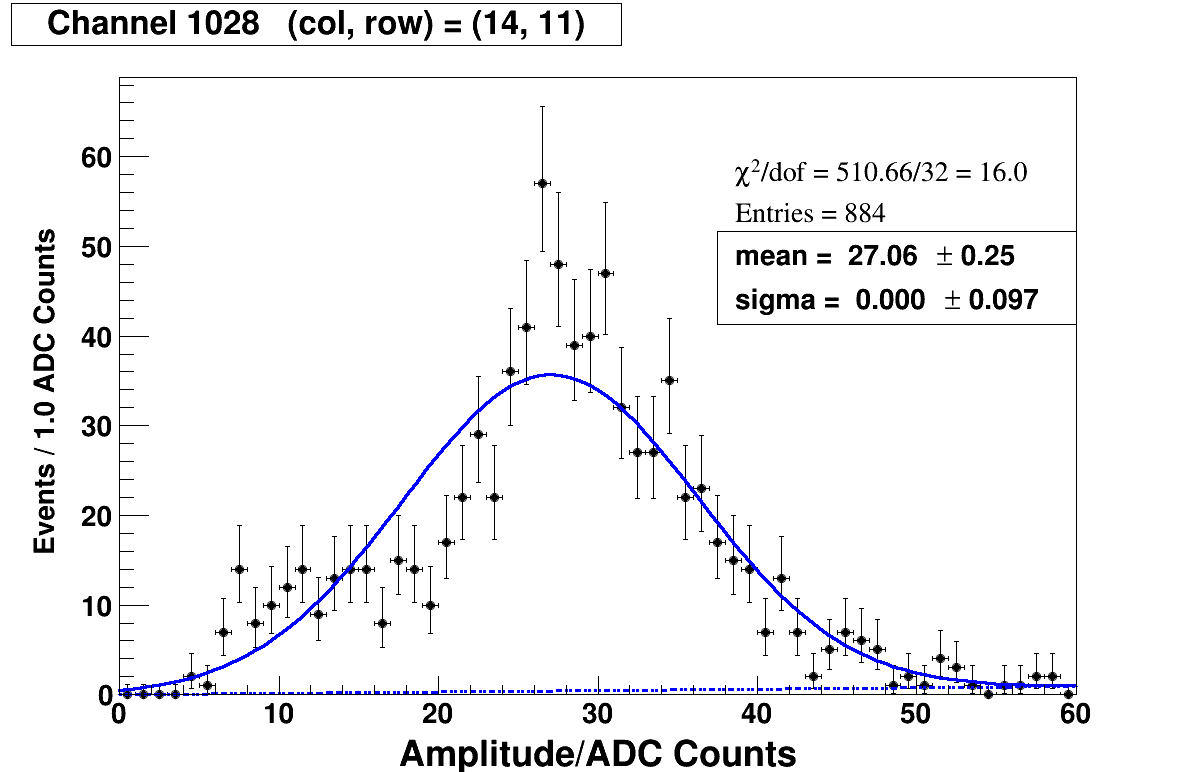 Channel 1028 (col, row) = (14, 11)
χ²/dof = 510.66/32 = 16.0
Entries = 884
mean = 27.06 ± 0.25
sigma = 0.000 ± 0.097
Events / 1.0 ADC Counts
60
50
40
30
20
10
0
0 10 20 30 40 50 60
Amplitude/ADC Counts